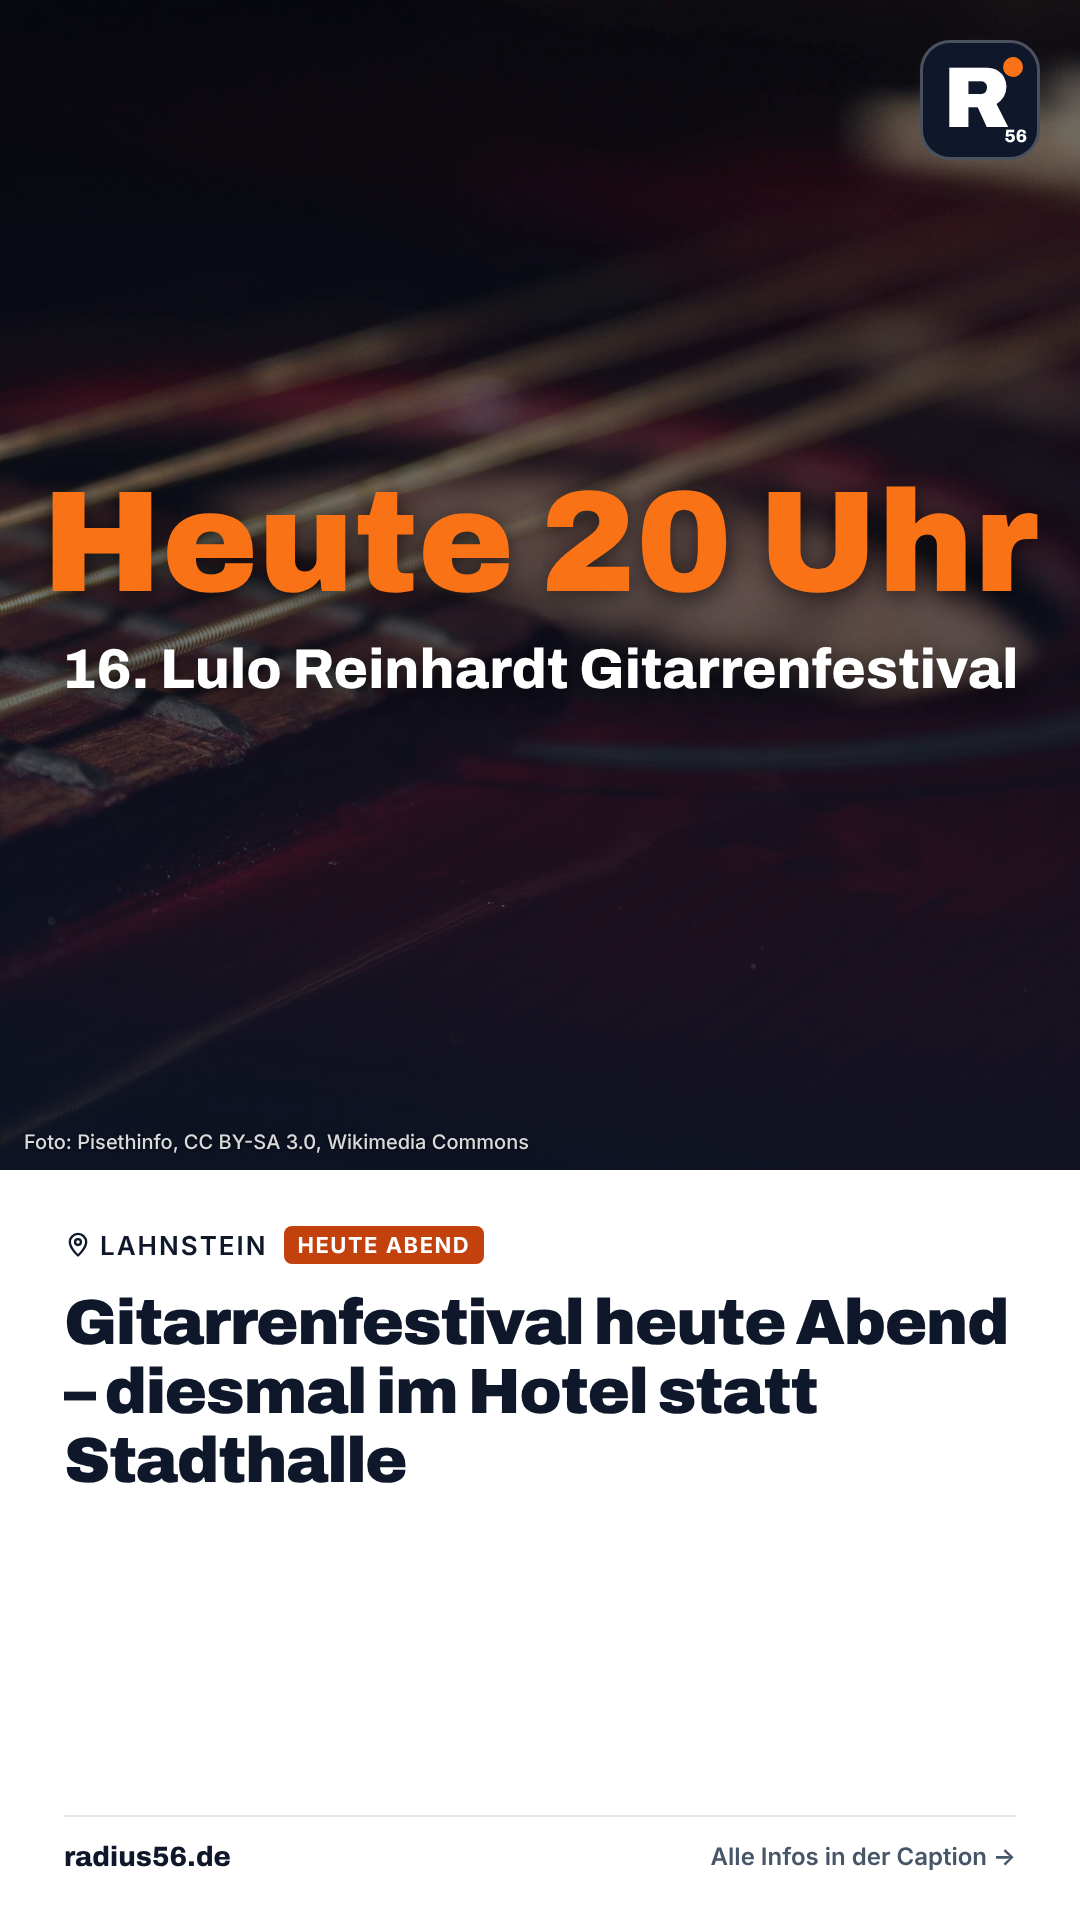 R
56
Heute 20 Uhr
16. Lulo Reinhardt Gitarrenfestival
Foto: Pisethinfo, CC BY-SA 3.0, Wikimedia Commons
LAHNSTEIN HEUTE ABEND
Gitarrenfestival heute Abend
– diesmal im Hotel statt
Stadthalle
radius56.de Alle Infos in der Caption →